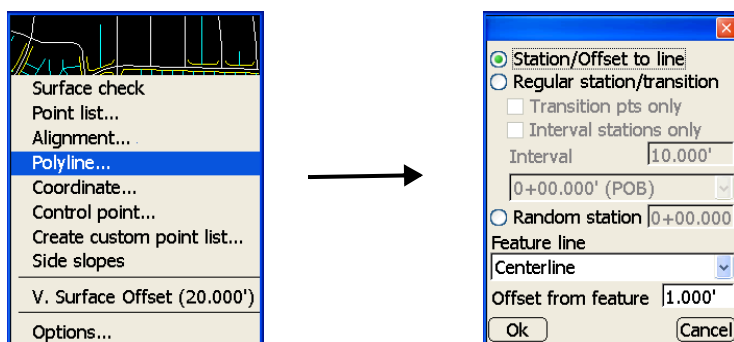 Surface check
Point list...
Alignment...
Polyline...
Coordinate...
Control point...
Create custom point list...
Side slopes
V. Surface Offset (20.000')
Options...
Station/Offset to line
Regular station/transition
Transition pts only
Interval stations only
Interval 10.000'
0+00.000' (POB)
Random station 0+00.000
Feature line
Centerline
Offset from feature 1.000'
Ok Cancel